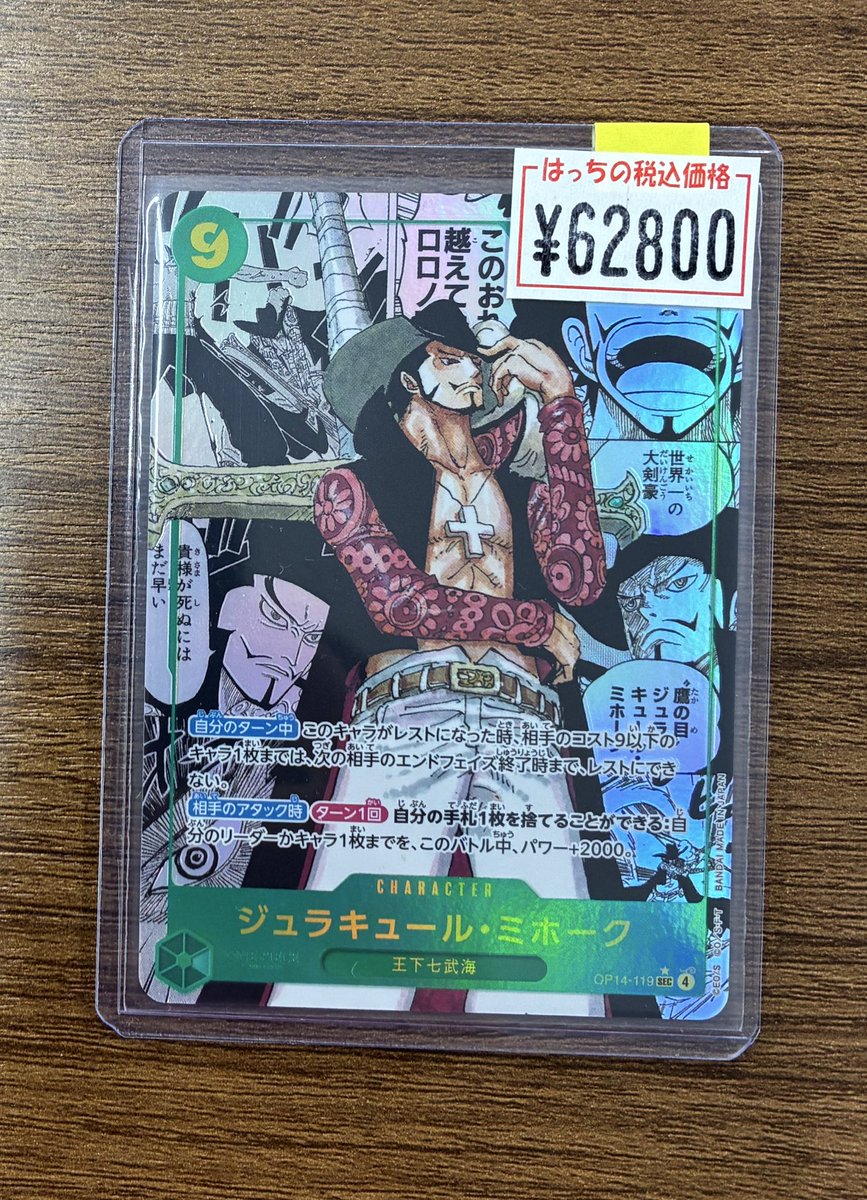 はっちの税込価格
¥62800
9
このおれ
越えて
ロロノ
世界一の
大剣豪
貴様が死ぬには
まだ早い
鷹の目
ジュラ
キュール
ミホーク
自分のターン中 このキャラがレストになった時、相手のコスト9以下の
キャラ1枚までは、次の相手のエンドフェイズ終了時まで、レストにでき
ない。
相手のアタック時 ターン1回 自分の手札1枚を捨てることができる:自
分のリーダーかキャラ1枚までを、このバトル中、パワー+2000。
CHARACTER
ジュラキュール・ミホーク
王下七武海
OP14-119 SEC 4
©E.O./S. ©O./S.F.T BANDAI MADE IN JAPAN